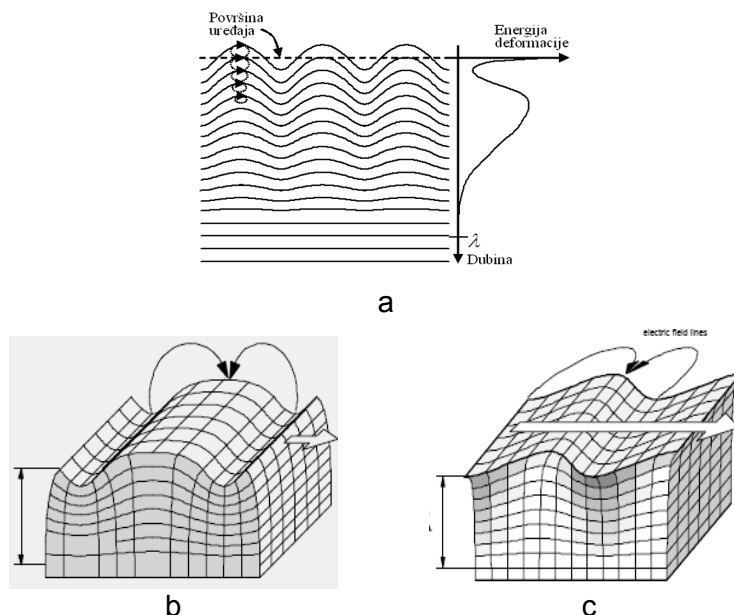 Površina
uređaja
Energija
deformacije
λ
Dubina
a
electric field lines
b
c